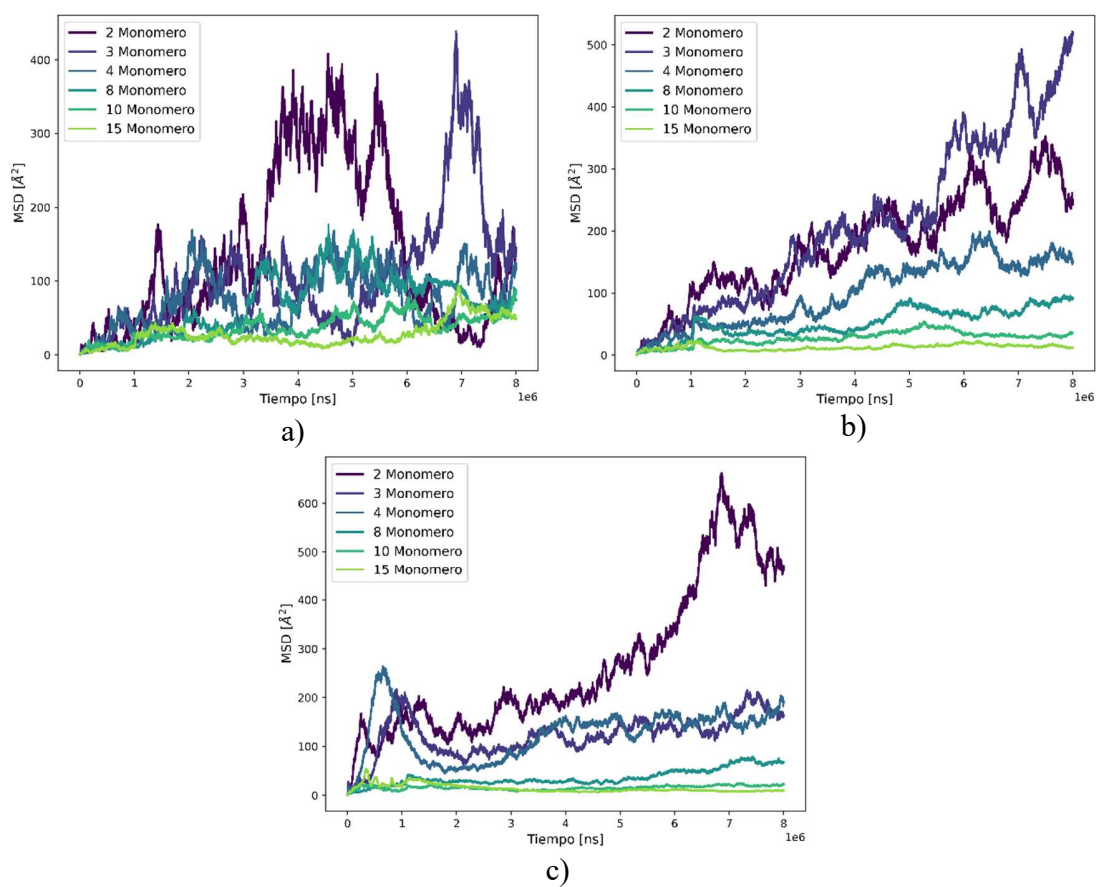 2 Monomero
3 Monomero
4 Monomero
8 Monomero
10 Monomero
15 Monomero
MSD [Å²]
400
300
200
100
0
0 1 2 3 4 5 6 7 8
1e6
Tiempo [ns]
a)
2 Monomero
3 Monomero
4 Monomero
8 Monomero
10 Monomero
15 Monomero
MSD [Å²]
500
400
300
200
100
0
0 1 2 3 4 5 6 7 8
1e6
Tiempo [ns]
b)
2 Monomero
3 Monomero
4 Monomero
8 Monomero
10 Monomero
15 Monomero
MSD [Å²]
600
500
400
300
200
100
0
0 1 2 3 4 5 6 7 8
1e6
Tiempo [ns]
c)